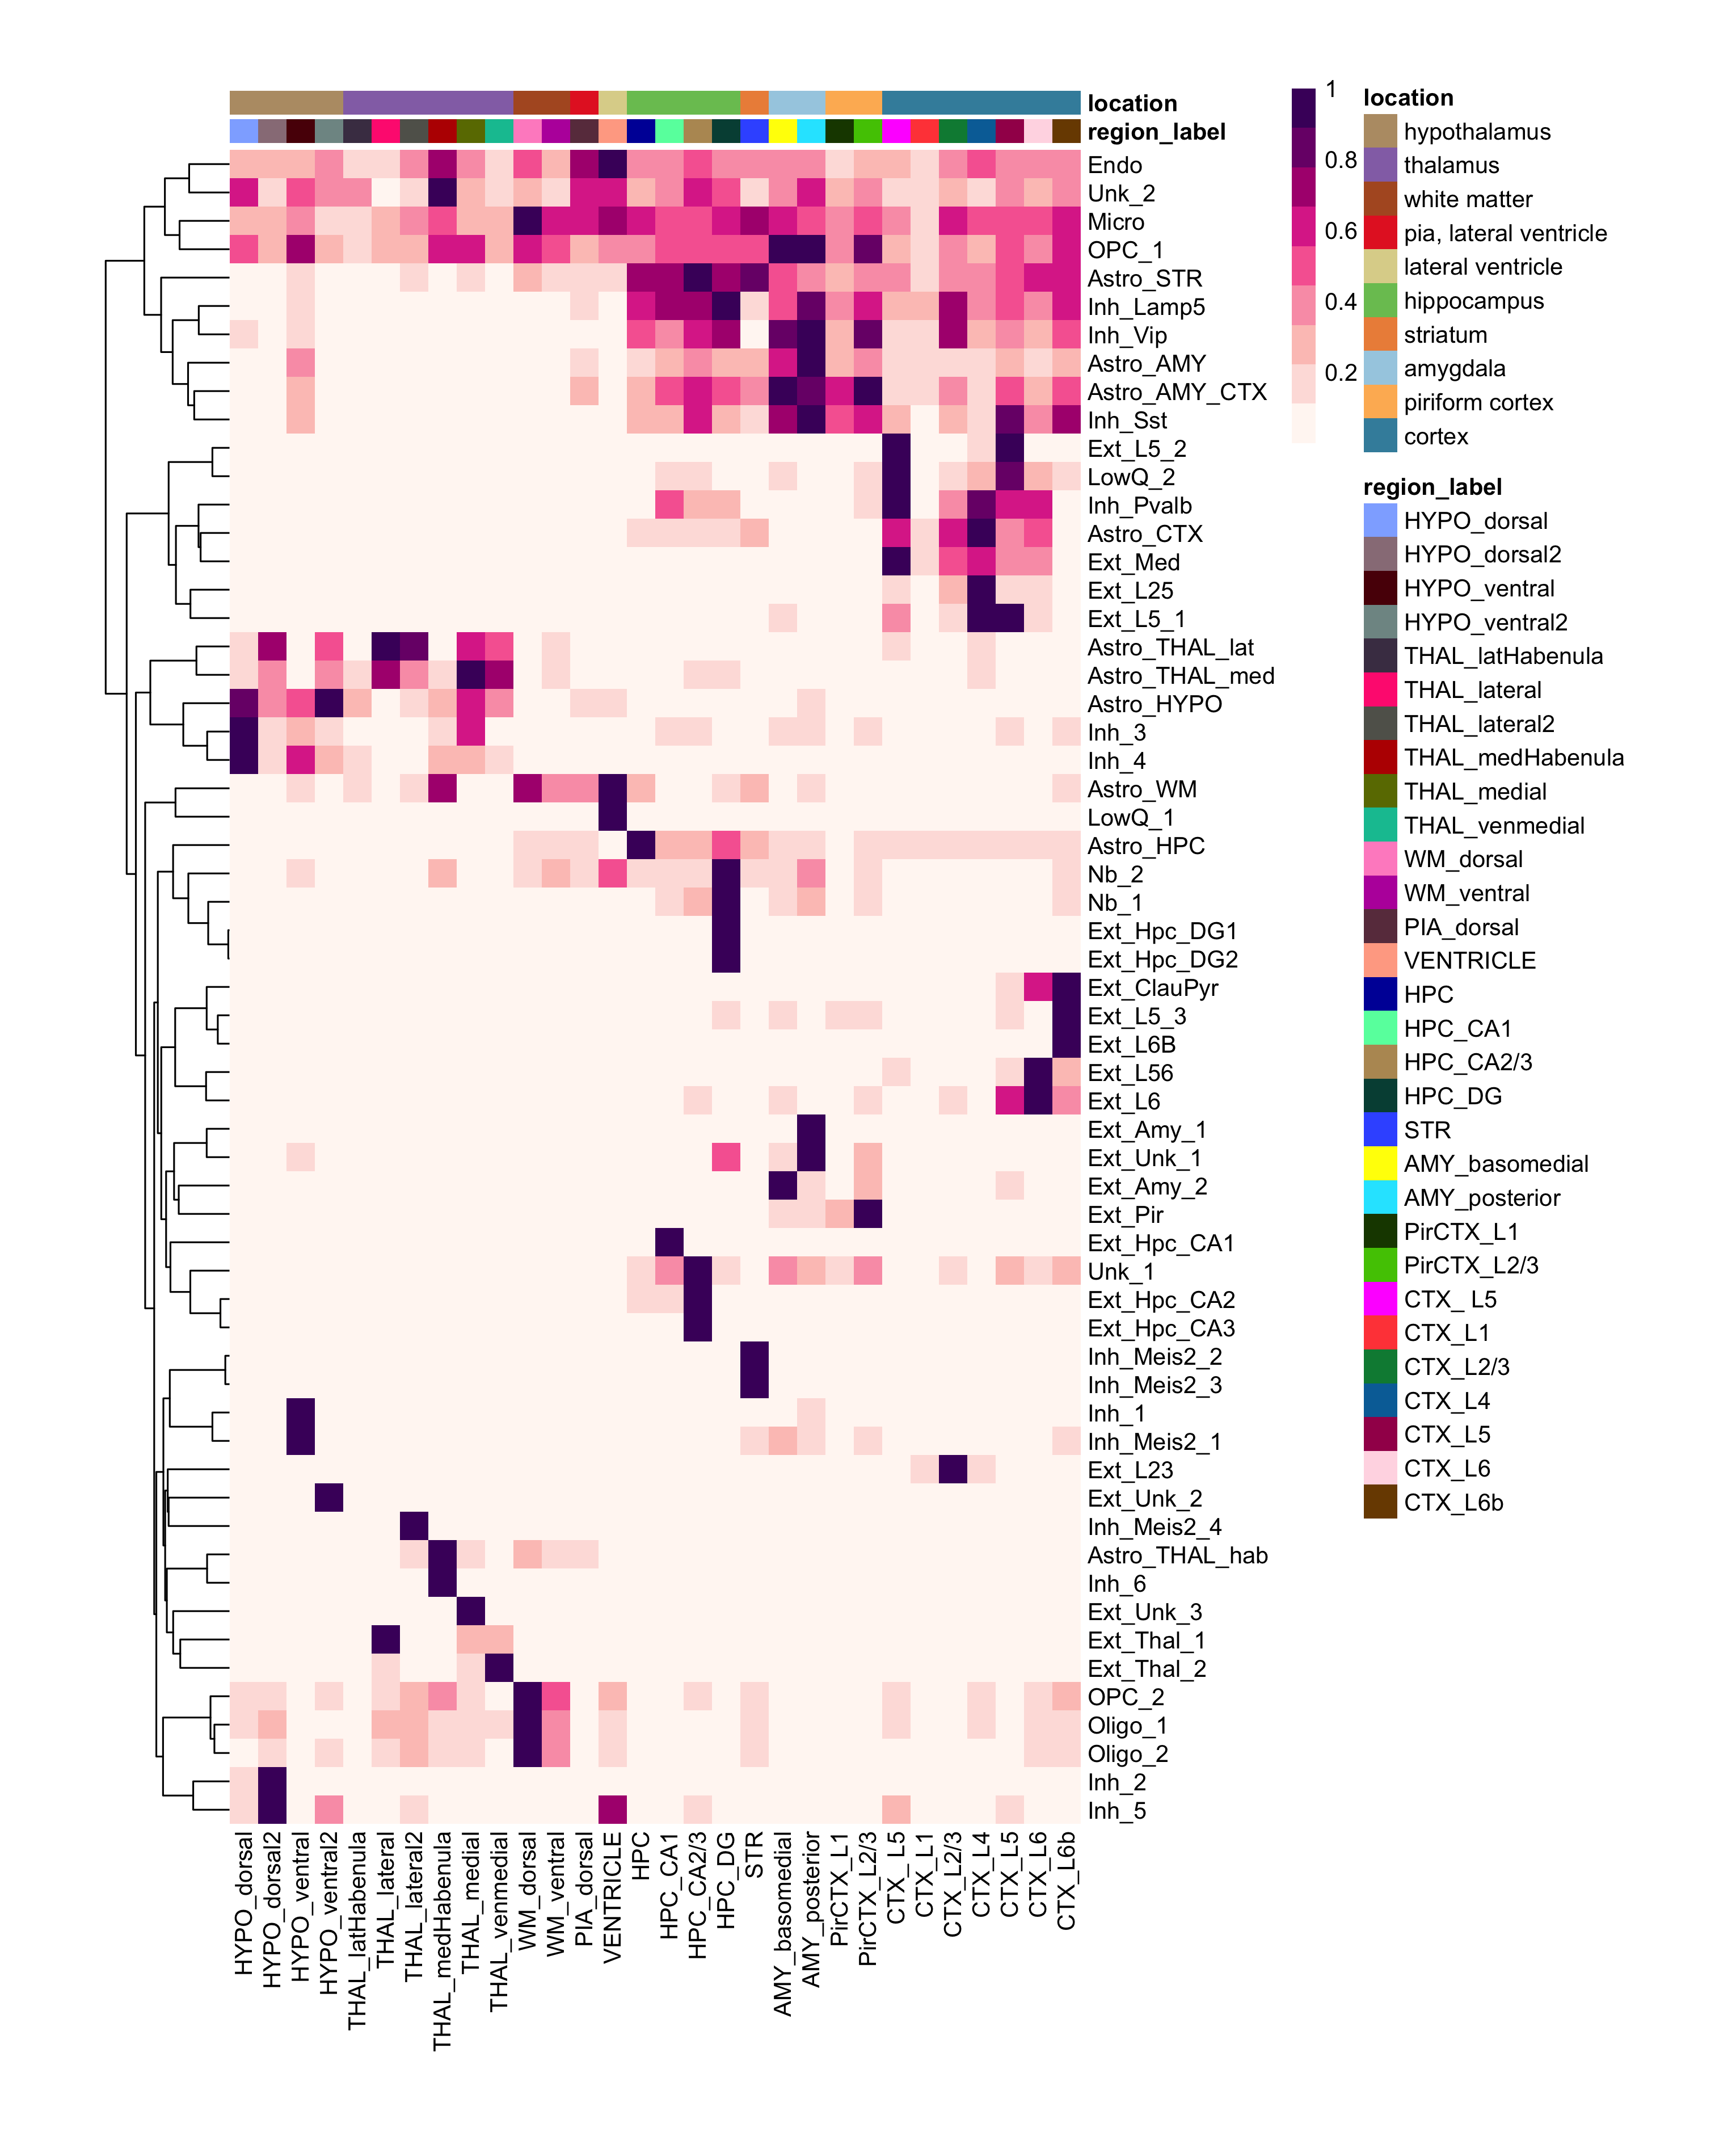 location
region_label
Endo
Unk_2
Micro
OPC_1
Astro_STR
Inh_Lamp5
Inh_Vip
Astro_AMY
Astro_AMY_CTX
Inh_Sst
Ext_L5_2
LowQ_2
Inh_Pvalb
Astro_CTX
Ext_Med
Ext_L25
Ext_L5_1
Astro_THAL_lat
Astro_THAL_med
Astro_HYPO
Inh_3
Inh_4
Astro_WM
LowQ_1
Astro_HPC
Nb_2
Nb_1
Ext_Hpc_DG1
Ext_Hpc_DG2
Ext_ClauPyr
Ext_L5_3
Ext_L6B
Ext_L56
Ext_L6
Ext_Amy_1
Ext_Unk_1
Ext_Amy_2
Ext_Pir
Ext_Hpc_CA1
Unk_1
Ext_Hpc_CA2
Ext_Hpc_CA3
Inh_Meis2_2
Inh_Meis2_3
Inh_1
Inh_Meis2_1
Ext_L23
Ext_Unk_2
Inh_Meis2_4
Astro_THAL_hab
Inh_6
Ext_Unk_3
Ext_Thal_1
Ext_Thal_2
OPC_2
Oligo_1
Oligo_2
Inh_2
Inh_5
HYPO_dorsal
HYPO_dorsal2
HYPO_ventral
HYPO_ventral2
THAL_latHabenula
THAL_lateral
THAL_lateral2
THAL_medHabenula
THAL_medial
THAL_venmedial
WM_dorsal
WM_ventral
PIA_dorsal
VENTRICLE
HPC
HPC_CA1
HPC_CA2/3
HPC_DG
STR
AMY_basomedial
AMY_posterior
PirCTX_L1
PirCTX_L2/3
CTX_ L5
CTX_L1
CTX_L2/3
CTX_L4
CTX_L5
CTX_L6
CTX_L6b
1
0.8
0.6
0.4
0.2
location
hypothalamus
thalamus
white matter
pia, lateral ventricle
lateral ventricle
hippocampus
striatum
amygdala
piriform cortex
cortex
region_label
HYPO_dorsal
HYPO_dorsal2
HYPO_ventral
HYPO_ventral2
THAL_latHabenula
THAL_lateral
THAL_lateral2
THAL_medHabenula
THAL_medial
THAL_venmedial
WM_dorsal
WM_ventral
PIA_dorsal
VENTRICLE
HPC
HPC_CA1
HPC_CA2/3
HPC_DG
STR
AMY_basomedial
AMY_posterior
PirCTX_L1
PirCTX_L2/3
CTX_ L5
CTX_L1
CTX_L2/3
CTX_L4
CTX_L5
CTX_L6
CTX_L6b